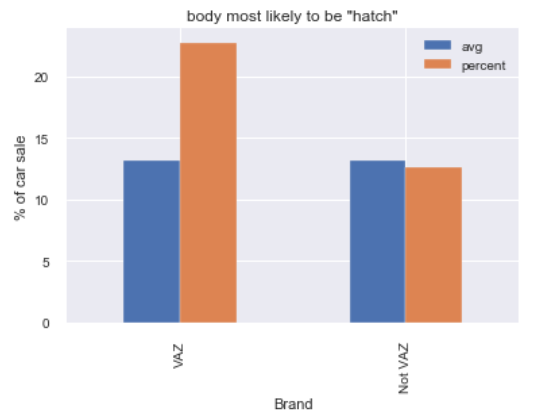 body most likely to be "hatch"
avg
percent
% of car sale
20
15
10
5
0
VAZ
Not VAZ
Brand